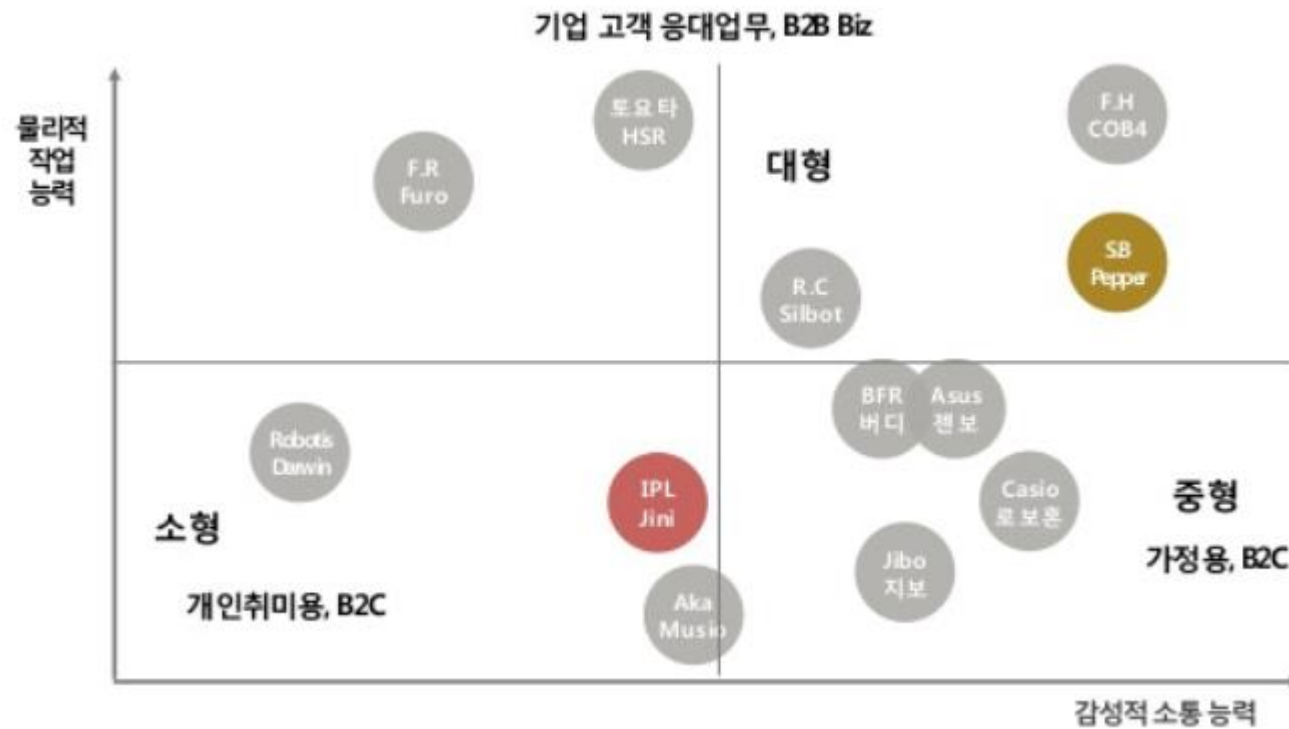 기업 고객 응대업무, B2B Biz
물리적
작업
능력
토요타
HSR
F.H
COB4
F.R
Furo
대형
SB
Pepper
R.C
Silbot
BFR
버디
Asus
젠보
Robotis
Darwin
IPL
Jini
Casio
로보혼
중형
소형
가정용, B2C
Jibo
지보
개인취미용, B2C
Aka
Musio
감성적 소통 능력